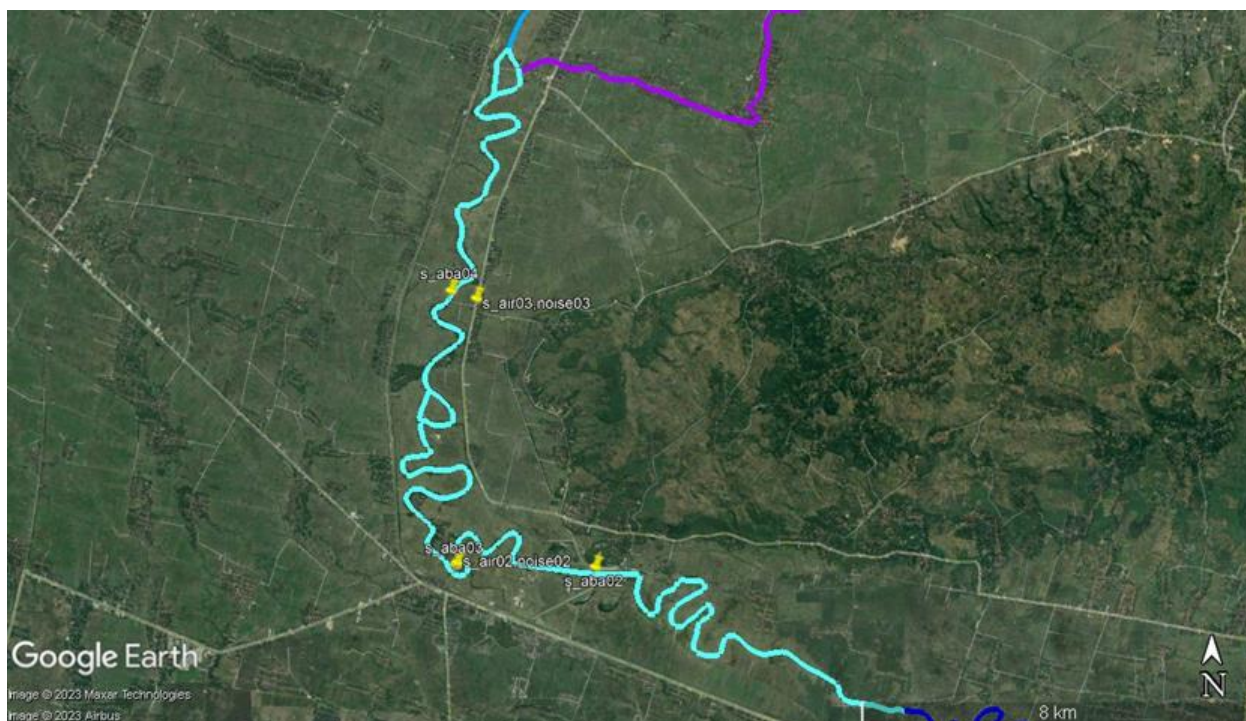 s_aba04
s_air03,noise03
s_aba03
s_air02,noise02
s_aba02
Google Earth
N
Image © 2023 Maxar Technologies
Image © 2023 Airbus
8 km